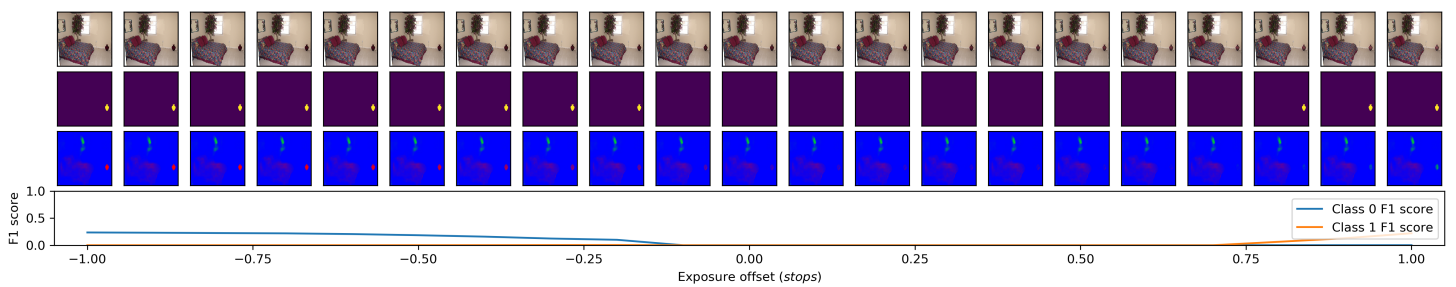 1.0
0.5
0.0
F1 score
Class 0 F1 score
Class 1 F1 score
−1.00 −0.75 −0.50 −0.25 0.00 0.25 0.50 0.75 1.00
Exposure offset (stops)